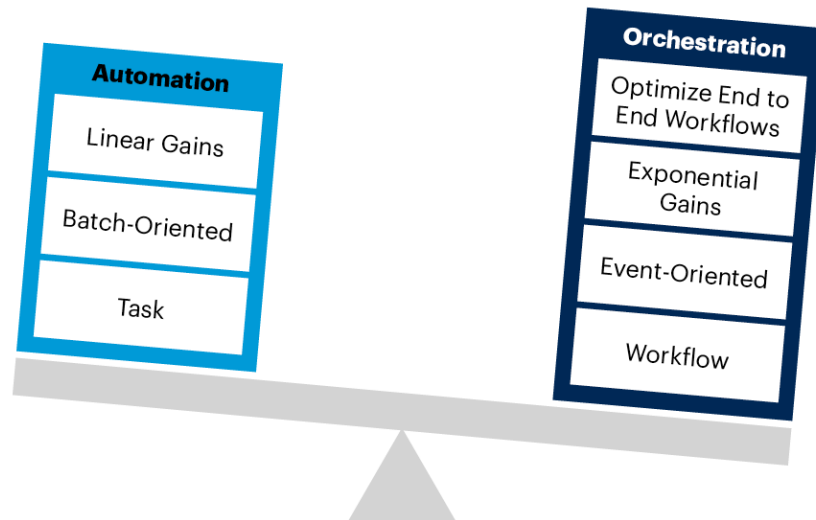 Automation
Linear Gains
Batch-Oriented
Task
Orchestration
Optimize End to
End Workflows
Exponential
Gains
Event-Oriented
Workflow